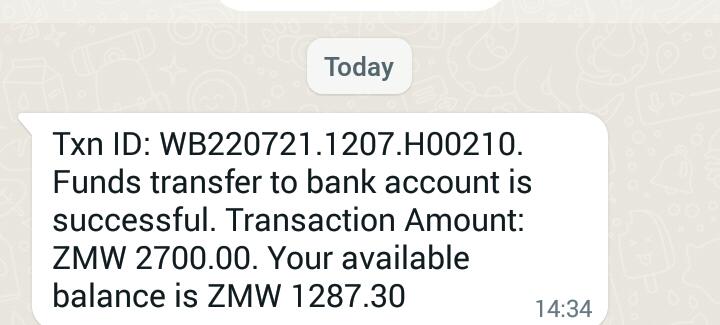 Today
Txn ID: WB220721.1207.H00210.
Funds transfer to bank account is
successful. Transaction Amount:
ZMW 2700.00. Your available
balance is ZMW 1287.30
14:34